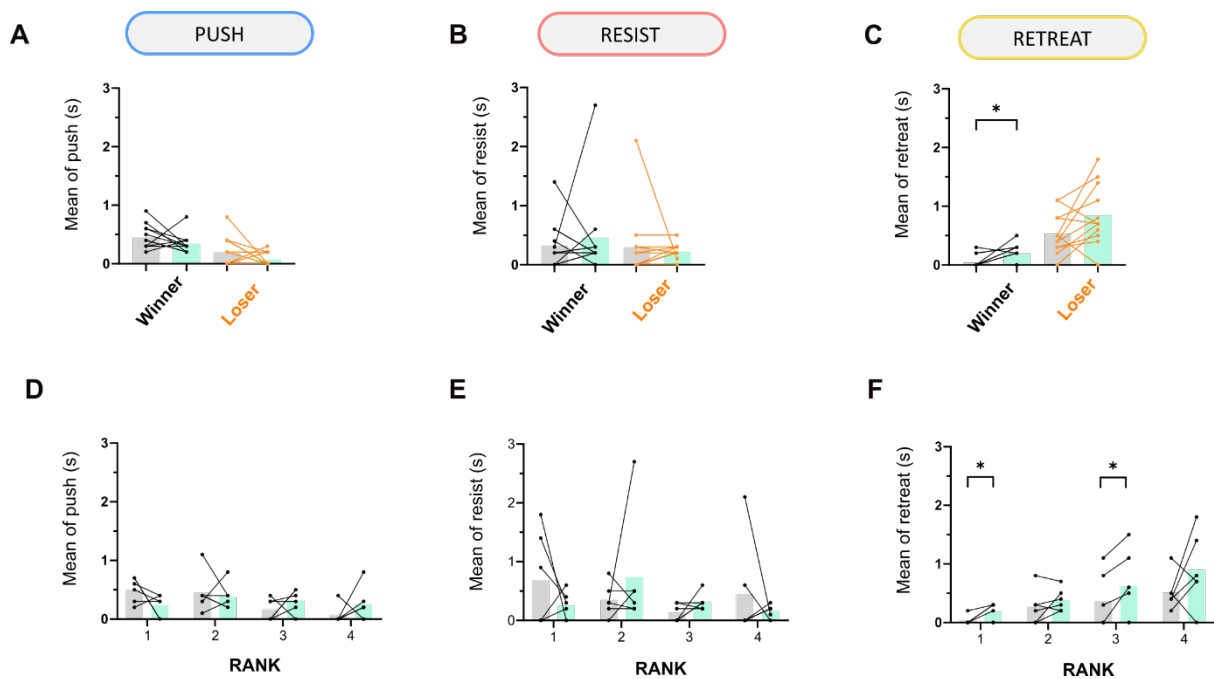 A
PUSH
Mean of push (s)
3
2
1
0
Winner
Loser
B
RESIST
Mean of resist (s)
3
2
1
0
Winner
Loser
C
RETREAT
Mean of retreat (s)
3
2
1
0
*
Winner
Loser
D
Mean of push (s)
3
2
1
0
1 2 3 4
RANK
E
Mean of resist (s)
3
2
1
0
1 2 3 4
RANK
F
Mean of retreat (s)
3
2
1
0
* *
1 2 3 4
RANK